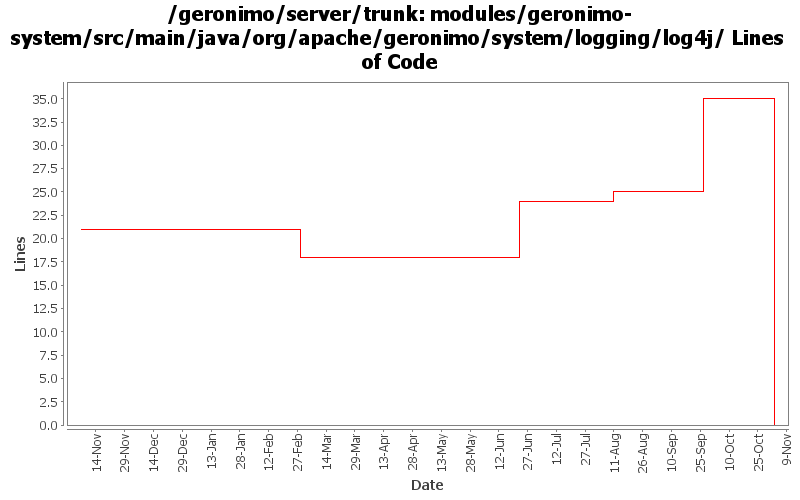 /geronimo/server/trunk: modules/geronimo-
system/src/main/java/org/apache/geronimo/system/logging/log4j/ Lines
of Code
Lines
35.0
32.5
30.0
27.5
25.0
22.5
20.0
17.5
15.0
12.5
10.0
7.5
5.0
2.5
0.0
14-Nov
29-Nov
14-Dec
29-Dec
13-Jan
28-Jan
12-Feb
27-Feb
14-Mar
29-Mar
13-Apr
28-Apr
13-May
28-May
12-Jun
27-Jun
12-Jul
27-Jul
11-Aug
26-Aug
10-Sep
25-Sep
10-Oct
25-Oct
9-Nov
Date